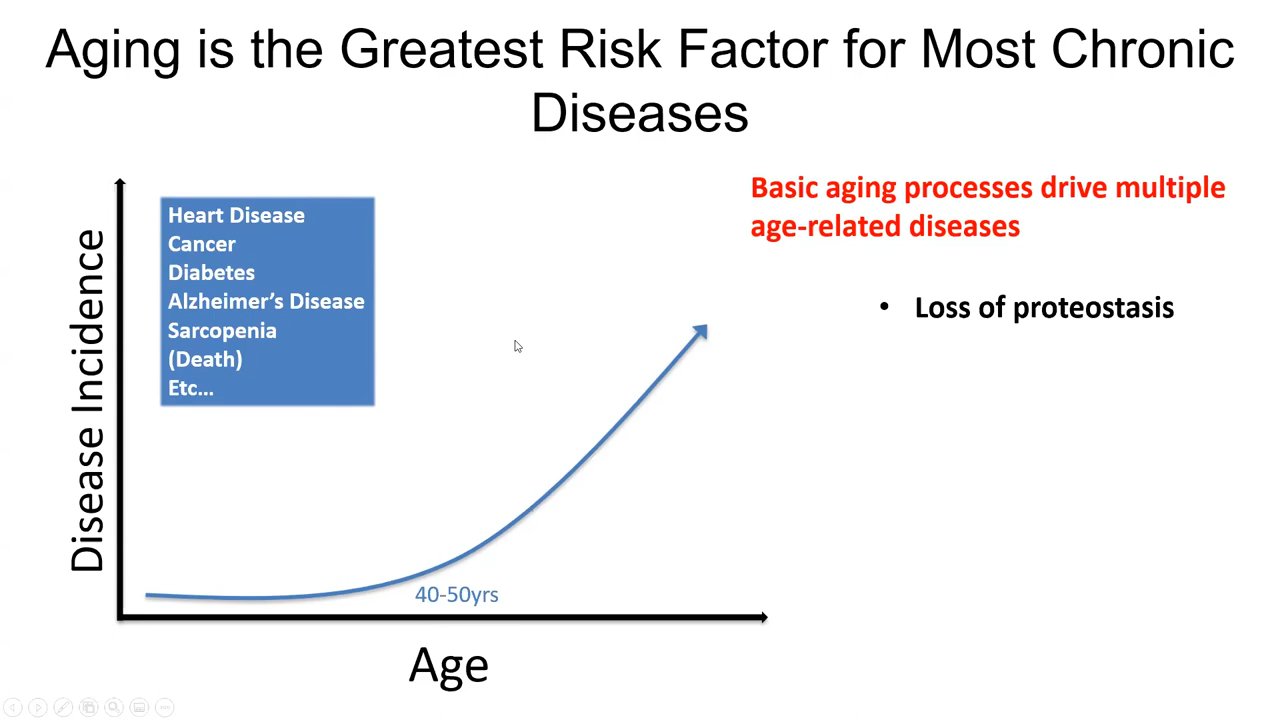 Aging is the Greatest Risk Factor for Most Chronic
Diseases
Basic aging processes drive multiple
age-related diseases
• Loss of proteostasis
Heart Disease
Cancer
Diabetes
Alzheimer’s Disease
Sarcopenia
(Death)
Etc...
Disease Incidence
40-50yrs
Age